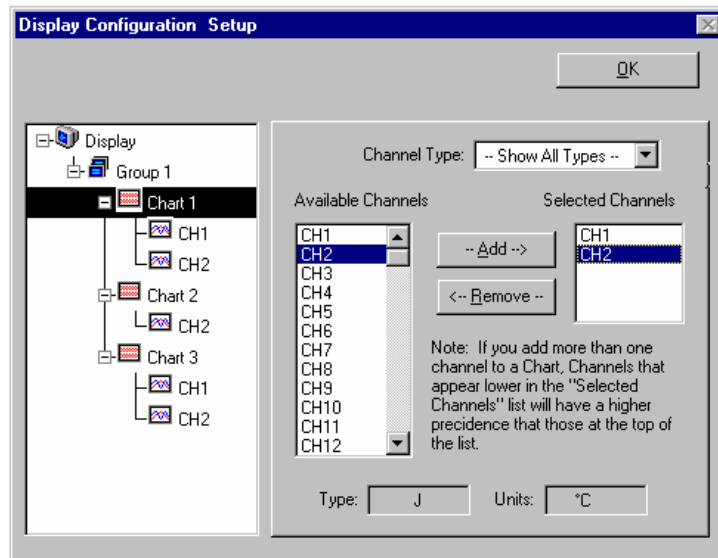 Display Configuration Setup
OK
Display
Group 1
Chart 1
CH1
CH2
Chart 2
CH2
Chart 3
CH1
CH2
Channel Type: -- Show All Types --
Available Channels
CH1
CH2
CH3
CH4
CH5
CH6
CH7
CH8
CH9
CH10
CH11
CH12
-- Add -->
<-- Remove --
Selected Channels
CH1
CH2
Note: If you add more than one
channel to a Chart, Channels that
appear lower in the "Selected
Channels" list will have a higher
precidence that those at the top of
the list.
Type: J Units: °C